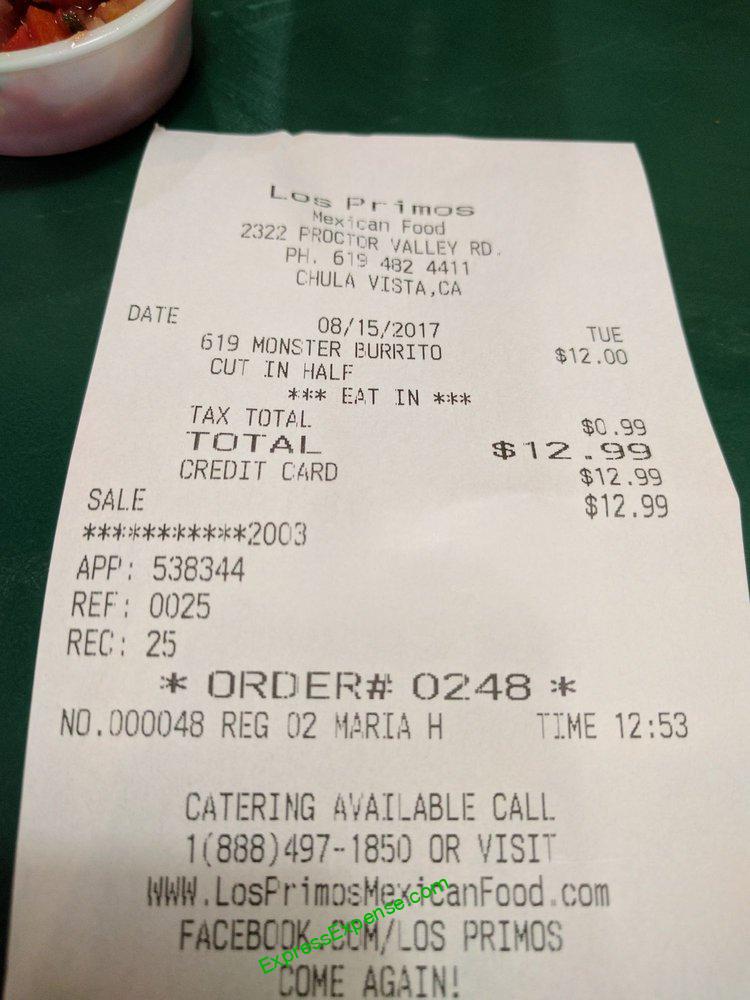 Los Primos
Mexican Food
2322 PROCTOR VALLEY RD.
PH. 619 482 4411
CHULA VISTA,CA
DATE 08/15/2017 TUE
619 MONSTER BURRITO $12.00
CUT IN HALF
*** EAT IN ***
TAX TOTAL $0.99
TOTAL $12.99
CREDIT CARD $12.99
SALE $12.99
***********2003
APP: 538344
REF: 0025
REC: 25
* ORDER# 0248 *
NO.000048 REG 02 MARIA H TIME 12:53
CATERING AVAILABLE CALL
1(888)497-1850 OR VISIT
WWW.LosPrimosMexicanFood.com
FACEBOOK.COM/LOS PRIMOS
COME AGAIN!
ExpressExpense.com